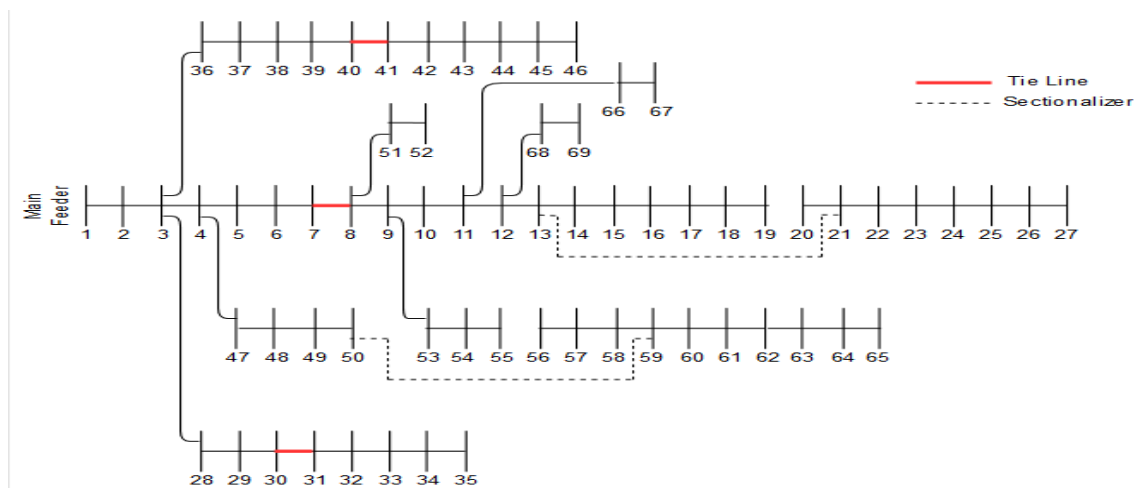 36 37 38 39 40 41 42 43 44 45 46
66 67
Tie Line
Sectionalizer
51 52
68 69
Main
Feeder
1 2 3 4 5 6 7 8 9 10 11 12 13 14 15 16 17 18 19 20 21 22 23 24 25 26 27
47 48 49 50 53 54 55 56 57 58 59 60 61 62 63 64 65
28 29 30 31 32 33 34 35